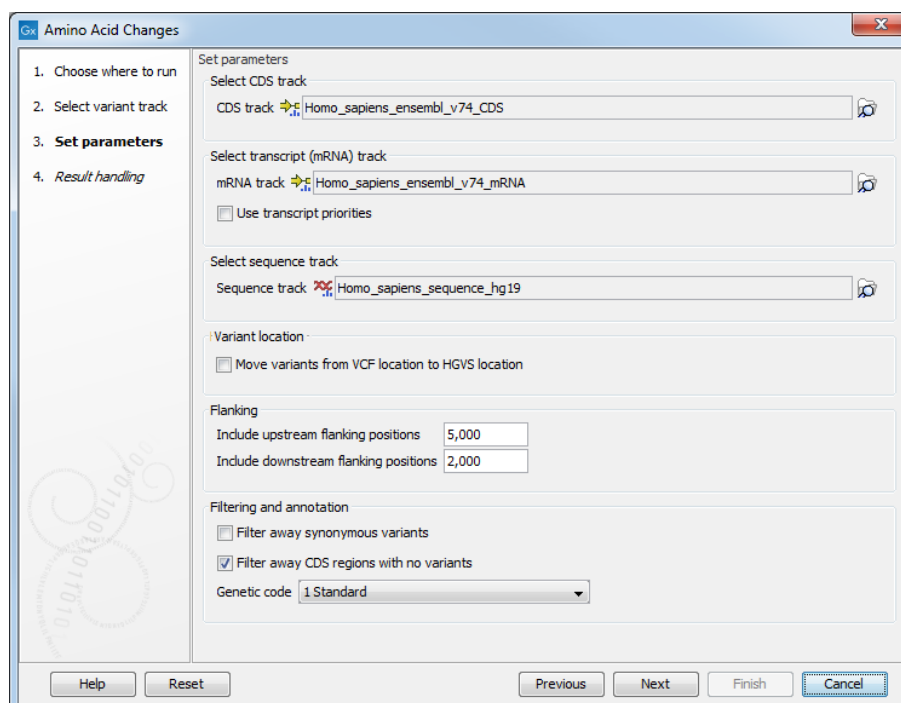 Gx Amino Acid Changes
1. Choose where to run
2. Select variant track
3. Set parameters
4. Result handling
Set parameters
Select CDS track
CDS track Homo_sapiens_ensembl_v74_CDS
Select transcript (mRNA) track
mRNA track Homo_sapiens_ensembl_v74_mRNA
Use transcript priorities
Select sequence track
Sequence track Homo_sapiens_sequence_hg19
Variant location
Move variants from VCF location to HGVS location
Flanking
Include upstream flanking positions 5,000
Include downstream flanking positions 2,000
Filtering and annotation
Filter away synonymous variants
Filter away CDS regions with no variants
Genetic code 1 Standard
Help Reset Previous Next Finish Cancel